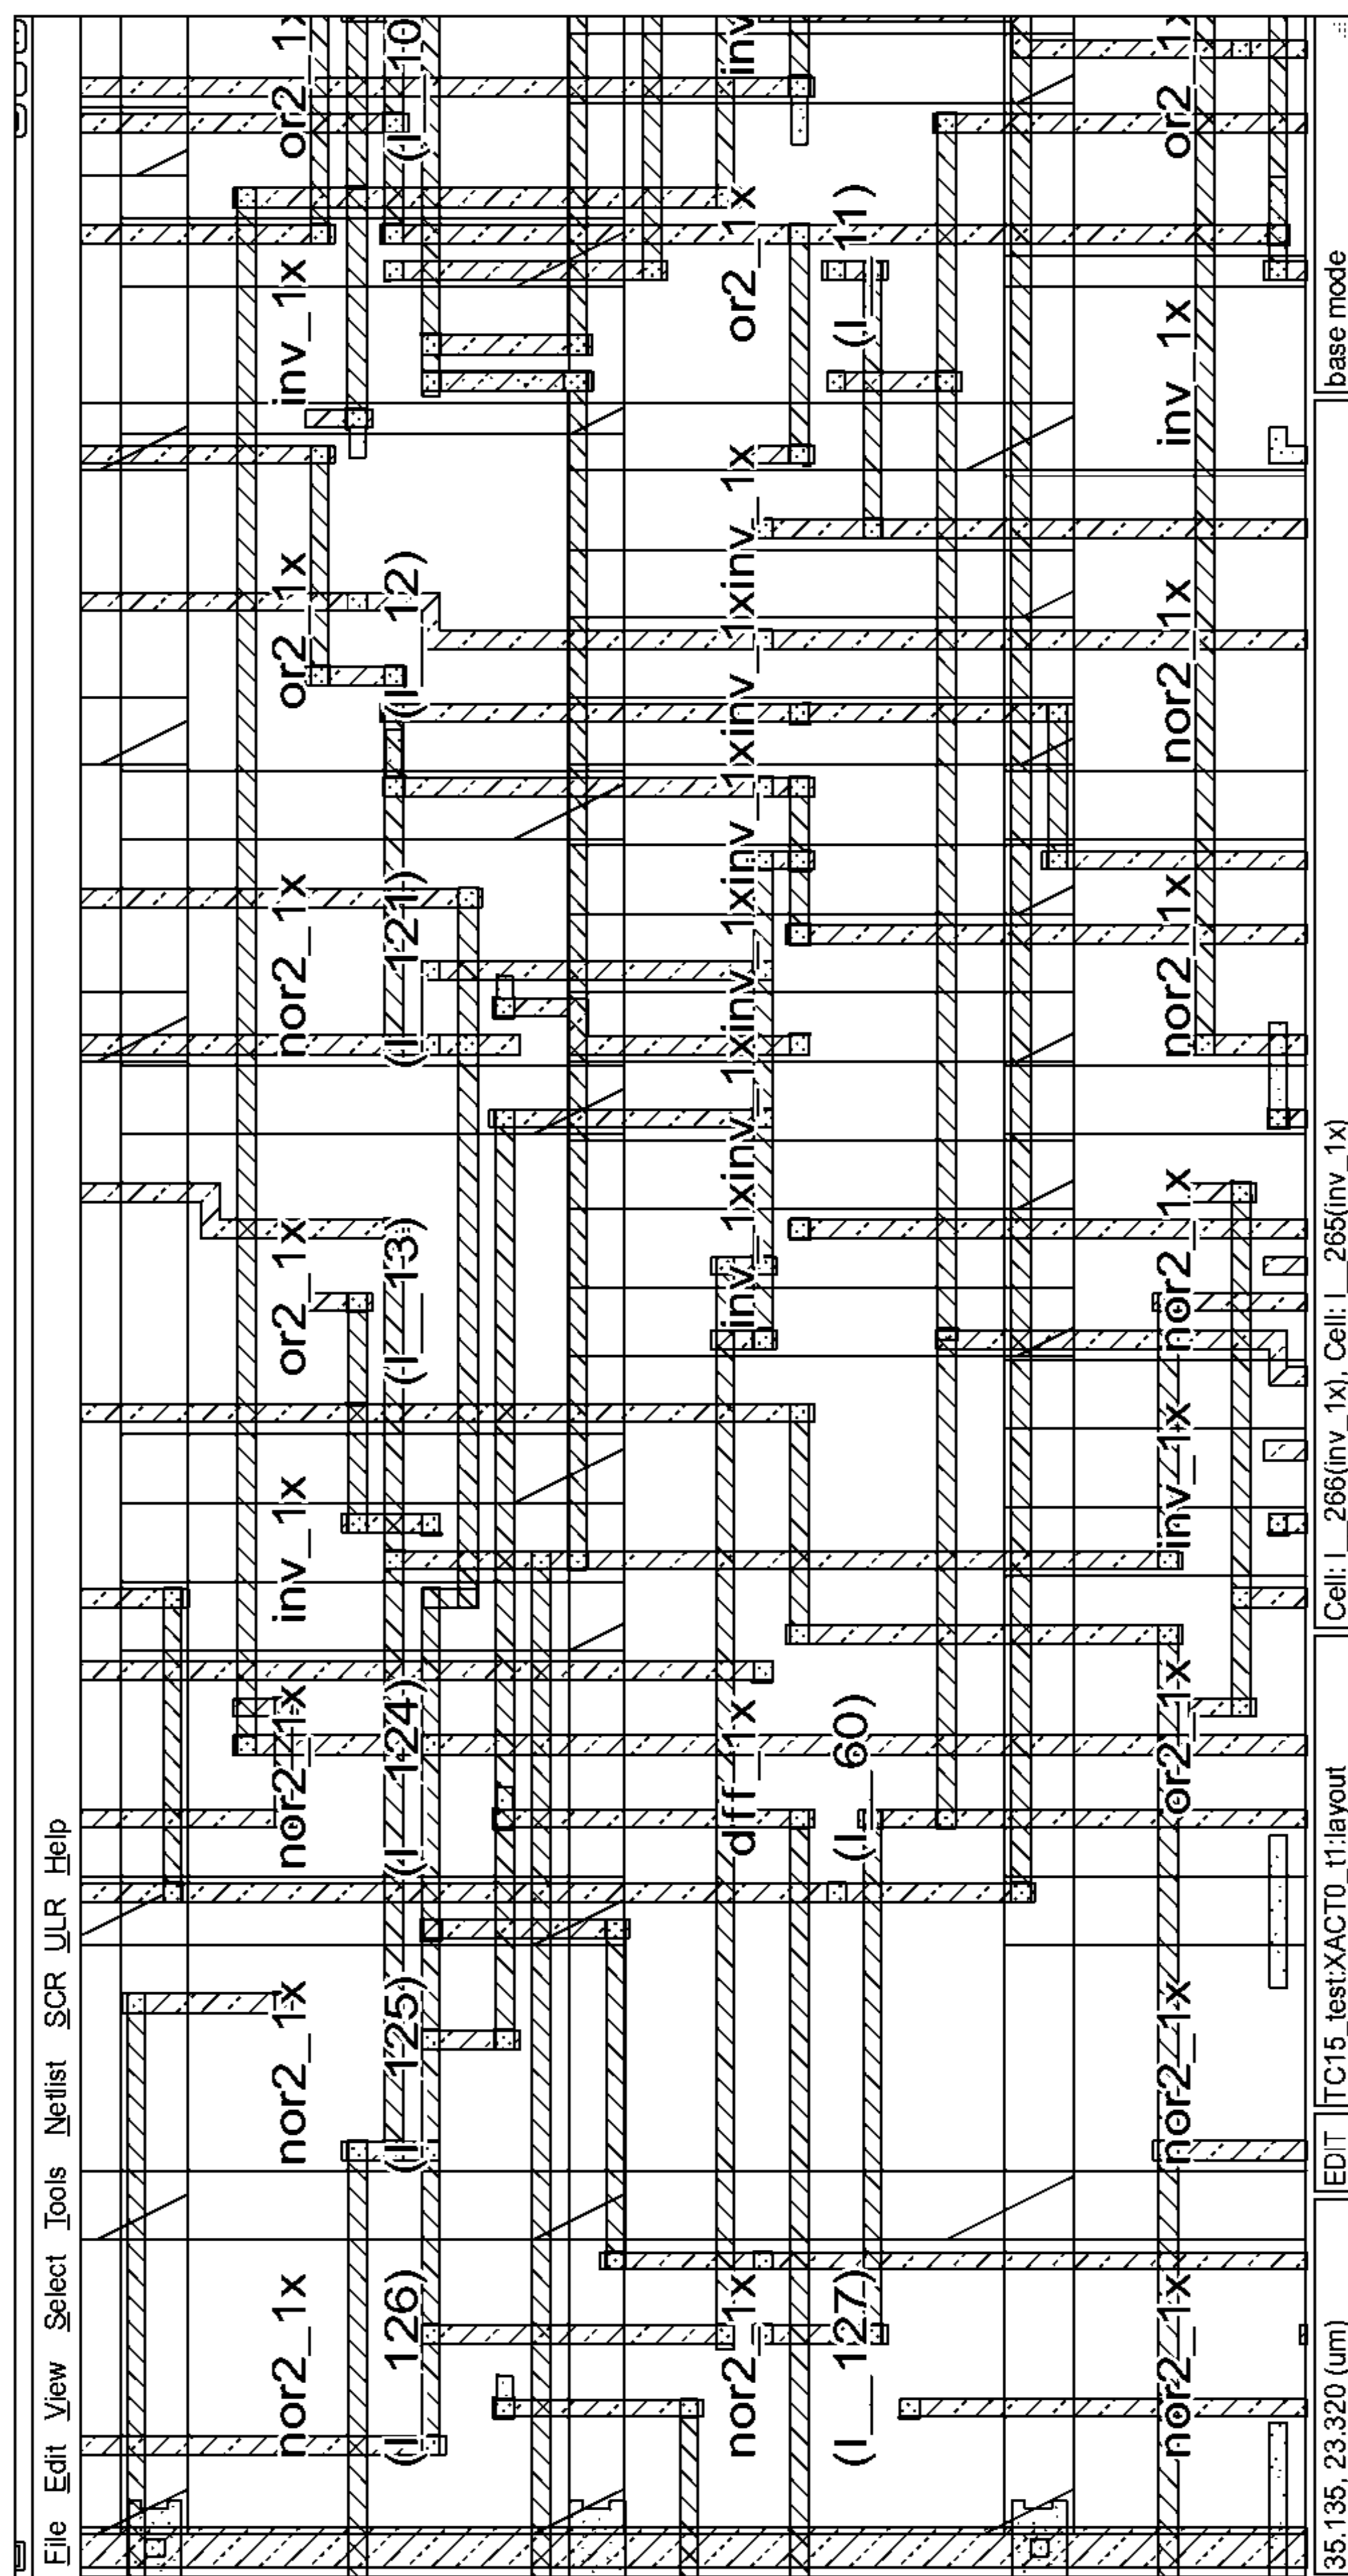 File Edit View Select Tools Netlist SCR ULR Help
nor2_1x nor2_1x nor2_1x inv_1x or2_1x nor2_1x or2_1x inv_1x or2_1x
(I__126) (I__125) (I__124) (I__13) (I__121) (I__12) (I__10
nor2_1x dff_1x inv_1xinv_1xinv_1xinv_1xinv_1xinv_1x or2_1x inv
(I__127) (I__60) (I__11)
nor2_1x nor2_1x or2_1x inv_1x nor2_1x nor2_1x nor2_1x inv_1x or2_1x
35.135, 23.320 (um) EDIT TC15_test:XACT0_t1:layout Cell: I__266(inv_1x), Cell: I__265(inv_1x) base mode